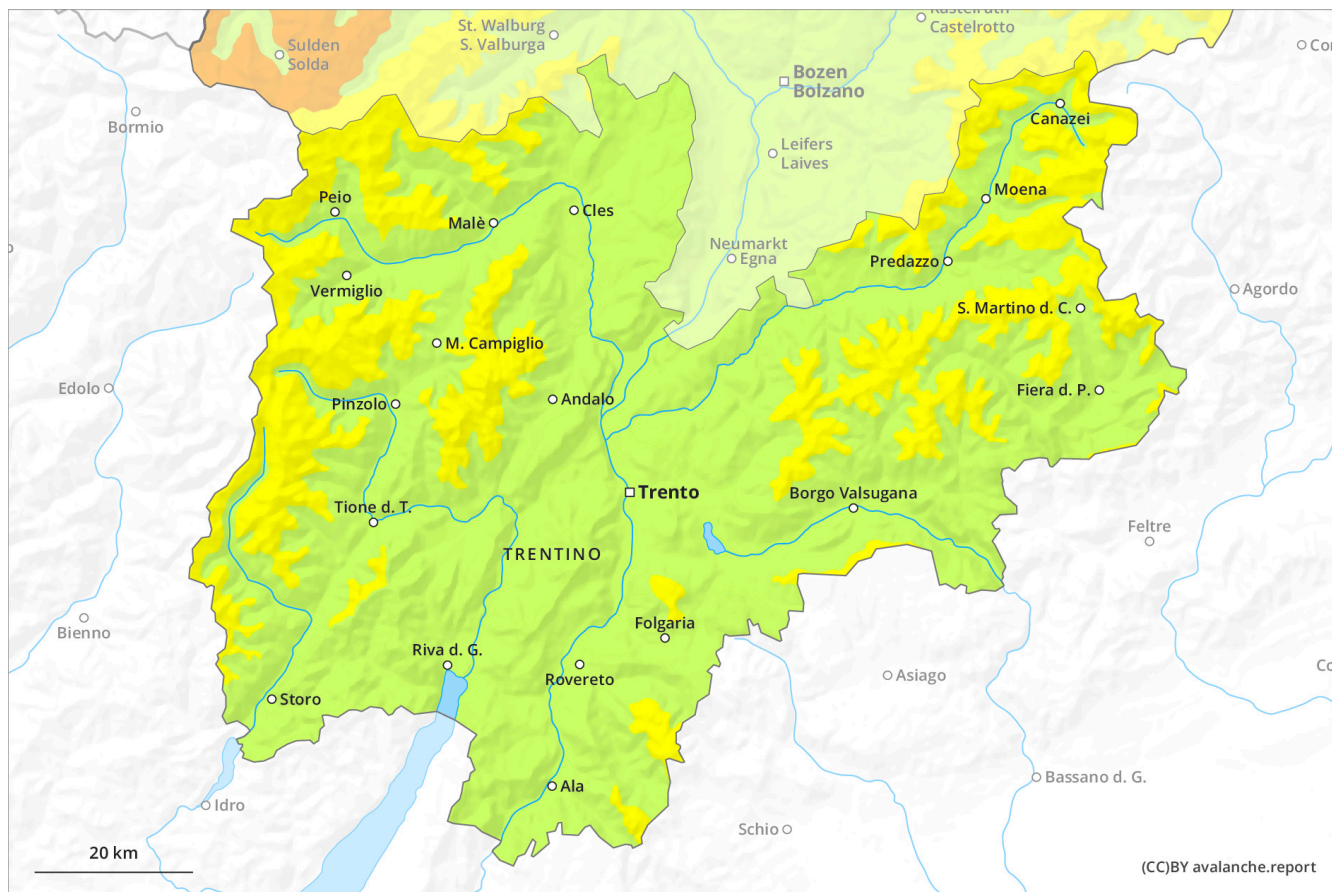 Kastelruth
Castelrotto
St. Walburg
S. Valburga
Sulden
Solda
Bozen
Bolzano
Bormio
Canazei
Leifers
Laives
Peio
Moena
Malè
Cles
Neumarkt
Egna
Predazzo
Vermiglio
Agordo
S. Martino d. C.
M. Campiglio
Edolo
Fiera d. P.
Pinzolo
Andalo
Trento
Borgo Valsugana
Tione d. T.
Feltre
TRENTINO
Bienno
Folgaria
Riva d. G.
Asiago
Rovereto
Storo
Ala
Bassano d. G.
Idro
Schio
20 km
(CC)BY avalanche.report